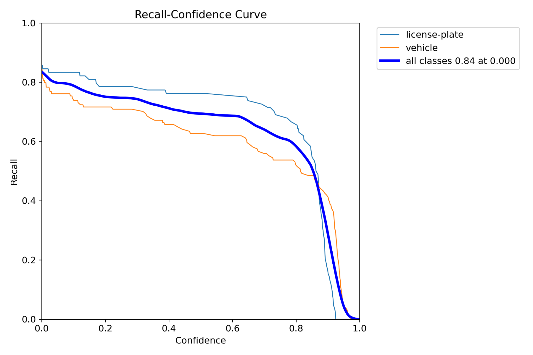 Recall-Confidence Curve
1.0
0.8
0.6
0.4
0.2
0.0
Recall
0.0 0.2 0.4 0.6 0.8 1.0
Confidence
license-plate
vehicle
all classes 0.84 at 0.000